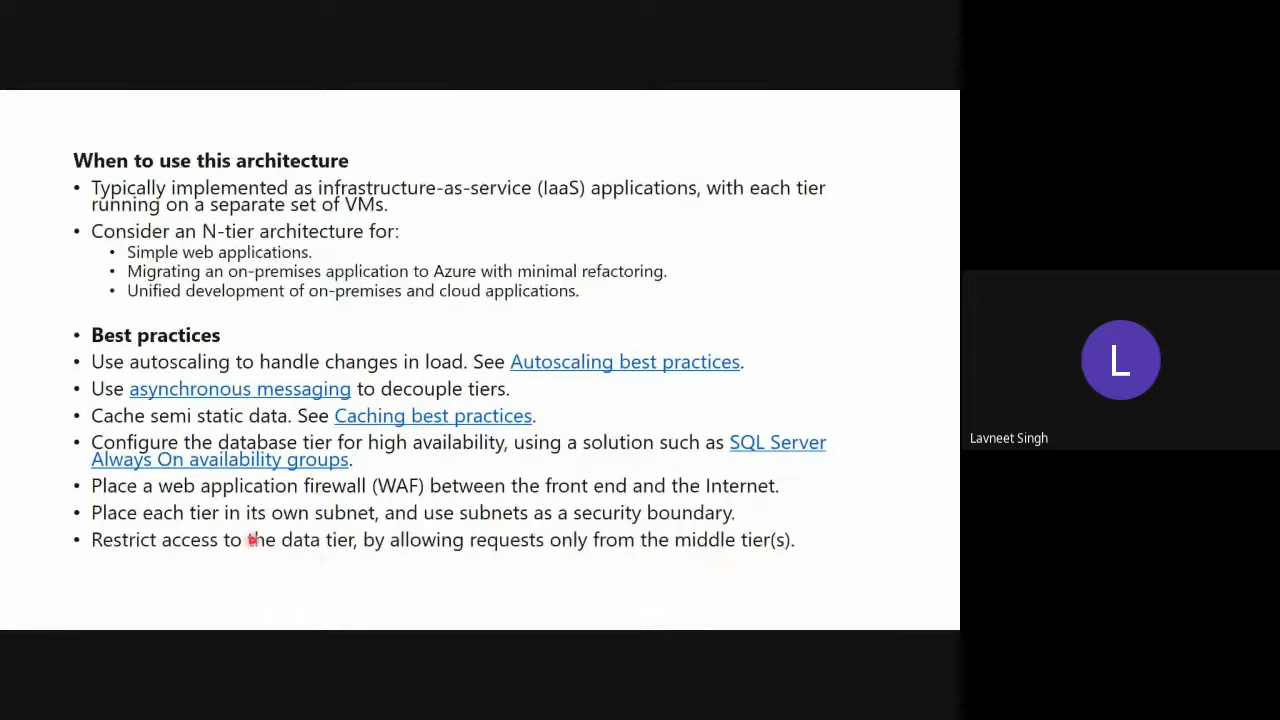 When to use this architecture
• Typically implemented as infrastructure-as-service (IaaS) applications, with each tier
running on a separate set of VMs.
• Consider an N-tier architecture for:
• Simple web applications.
• Migrating an on-premises application to Azure with minimal refactoring.
• Unified development of on-premises and cloud applications.
• Best practices
• Use autoscaling to handle changes in load. See Autoscaling best practices.
• Use asynchronous messaging to decouple tiers.
• Cache semi static data. See Caching best practices.
• Configure the database tier for high availability, using a solution such as SQL Server
Always On availability groups.
• Place a web application firewall (WAF) between the front end and the Internet.
• Place each tier in its own subnet, and use subnets as a security boundary.
• Restrict access to the data tier, by allowing requests only from the middle tier(s).
L
Lavneet Singh